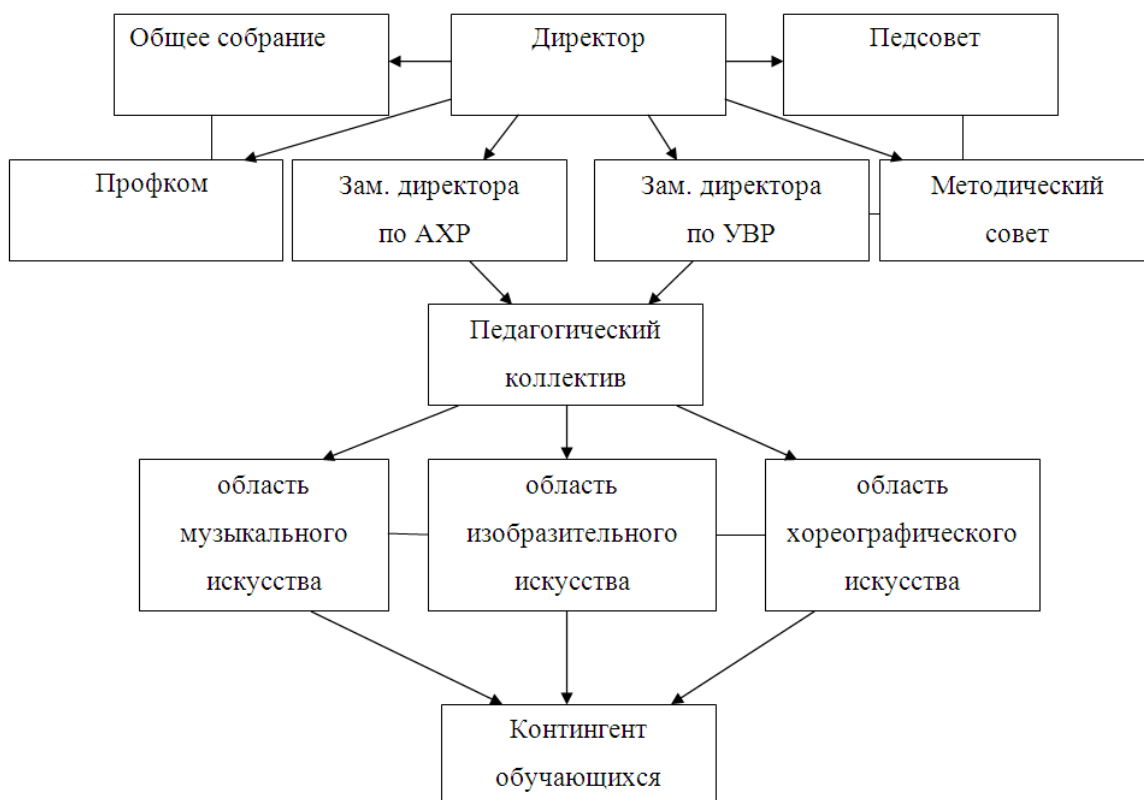 Общее собрание
Директор
Педсовет
Профком
Зам. директора
по АХР
Зам. директора
по УВР
Методический
совет
Педагогический
коллектив
область
музыкального
искусства
область
изобразительного
искусства
область
хореографического
искусства
Контингент
обучающихся